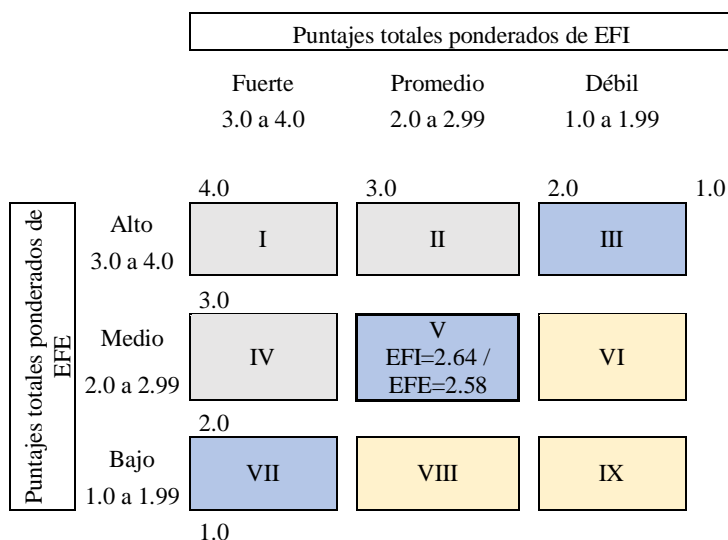 Puntajes totales ponderados de EFI
Fuerte
3.0 a 4.0
Promedio
2.0 a 2.99
Débil
1.0 a 1.99
4.0
3.0
2.0
1.0
Puntajes totales ponderados de
EFE
Alto
3.0 a 4.0
I
II
III
3.0
Medio
2.0 a 2.99
IV
V
EFI=2.64 /
EFE=2.58
VI
2.0
Bajo
1.0 a 1.99
VII
VIII
IX
1.0